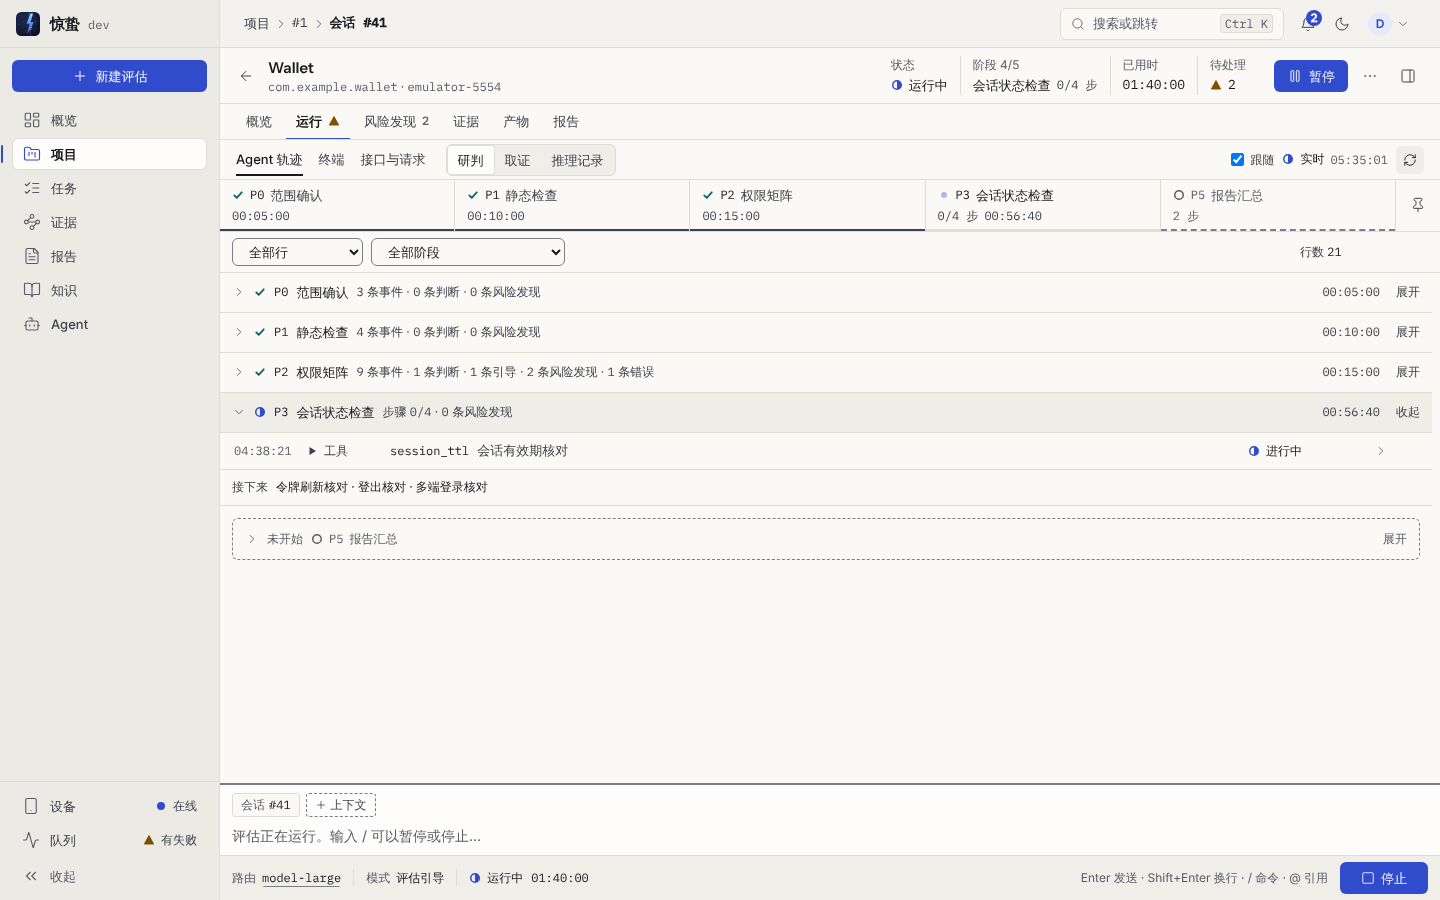 惊蛰 dev
项目 > #1 > 会话 #41
搜索或跳转 Ctrl K
2
D
新建评估
概览
项目
任务
证据
报告
知识
Agent
Wallet
com.example.wallet · emulator-5554
状态
运行中
阶段 4/5
会话状态检查 0/4 步
已用时
01:40:00
待处理
2
暂停
概览 运行 风险发现 2 证据 产物 报告
Agent 轨迹 终端 接口与请求 研判 取证 推理记录
跟随 实时 05:35:01
P0 范围确认
00:05:00
P1 静态检查
00:10:00
P2 权限矩阵
00:15:00
P3 会话状态检查
0/4 步 00:56:40
P5 报告汇总
2 步
全部行 全部阶段 行数 21
P0 范围确认 3 条事件 · 0 条判断 · 0 条风险发现 00:05:00 展开
P1 静态检查 4 条事件 · 0 条判断 · 0 条风险发现 00:10:00 展开
P2 权限矩阵 9 条事件 · 1 条判断 · 1 条引导 · 2 条风险发现 · 1 条错误 00:15:00 展开
P3 会话状态检查 步骤 0/4 · 0 条风险发现 00:56:40 收起
04:38:21 工具 session_ttl 会话有效期核对 进行中
接下来 令牌刷新核对 · 登出核对 · 多端登录核对
未开始 P5 报告汇总 展开
设备 在线
队列 有失败
收起
会话 #41 + 上下文
评估正在运行。输入 / 可以暂停或停止...
路由 model-large 模式 评估引导 运行中 01:40:00
Enter 发送 · Shift+Enter 换行 · / 命令 · @ 引用
停止